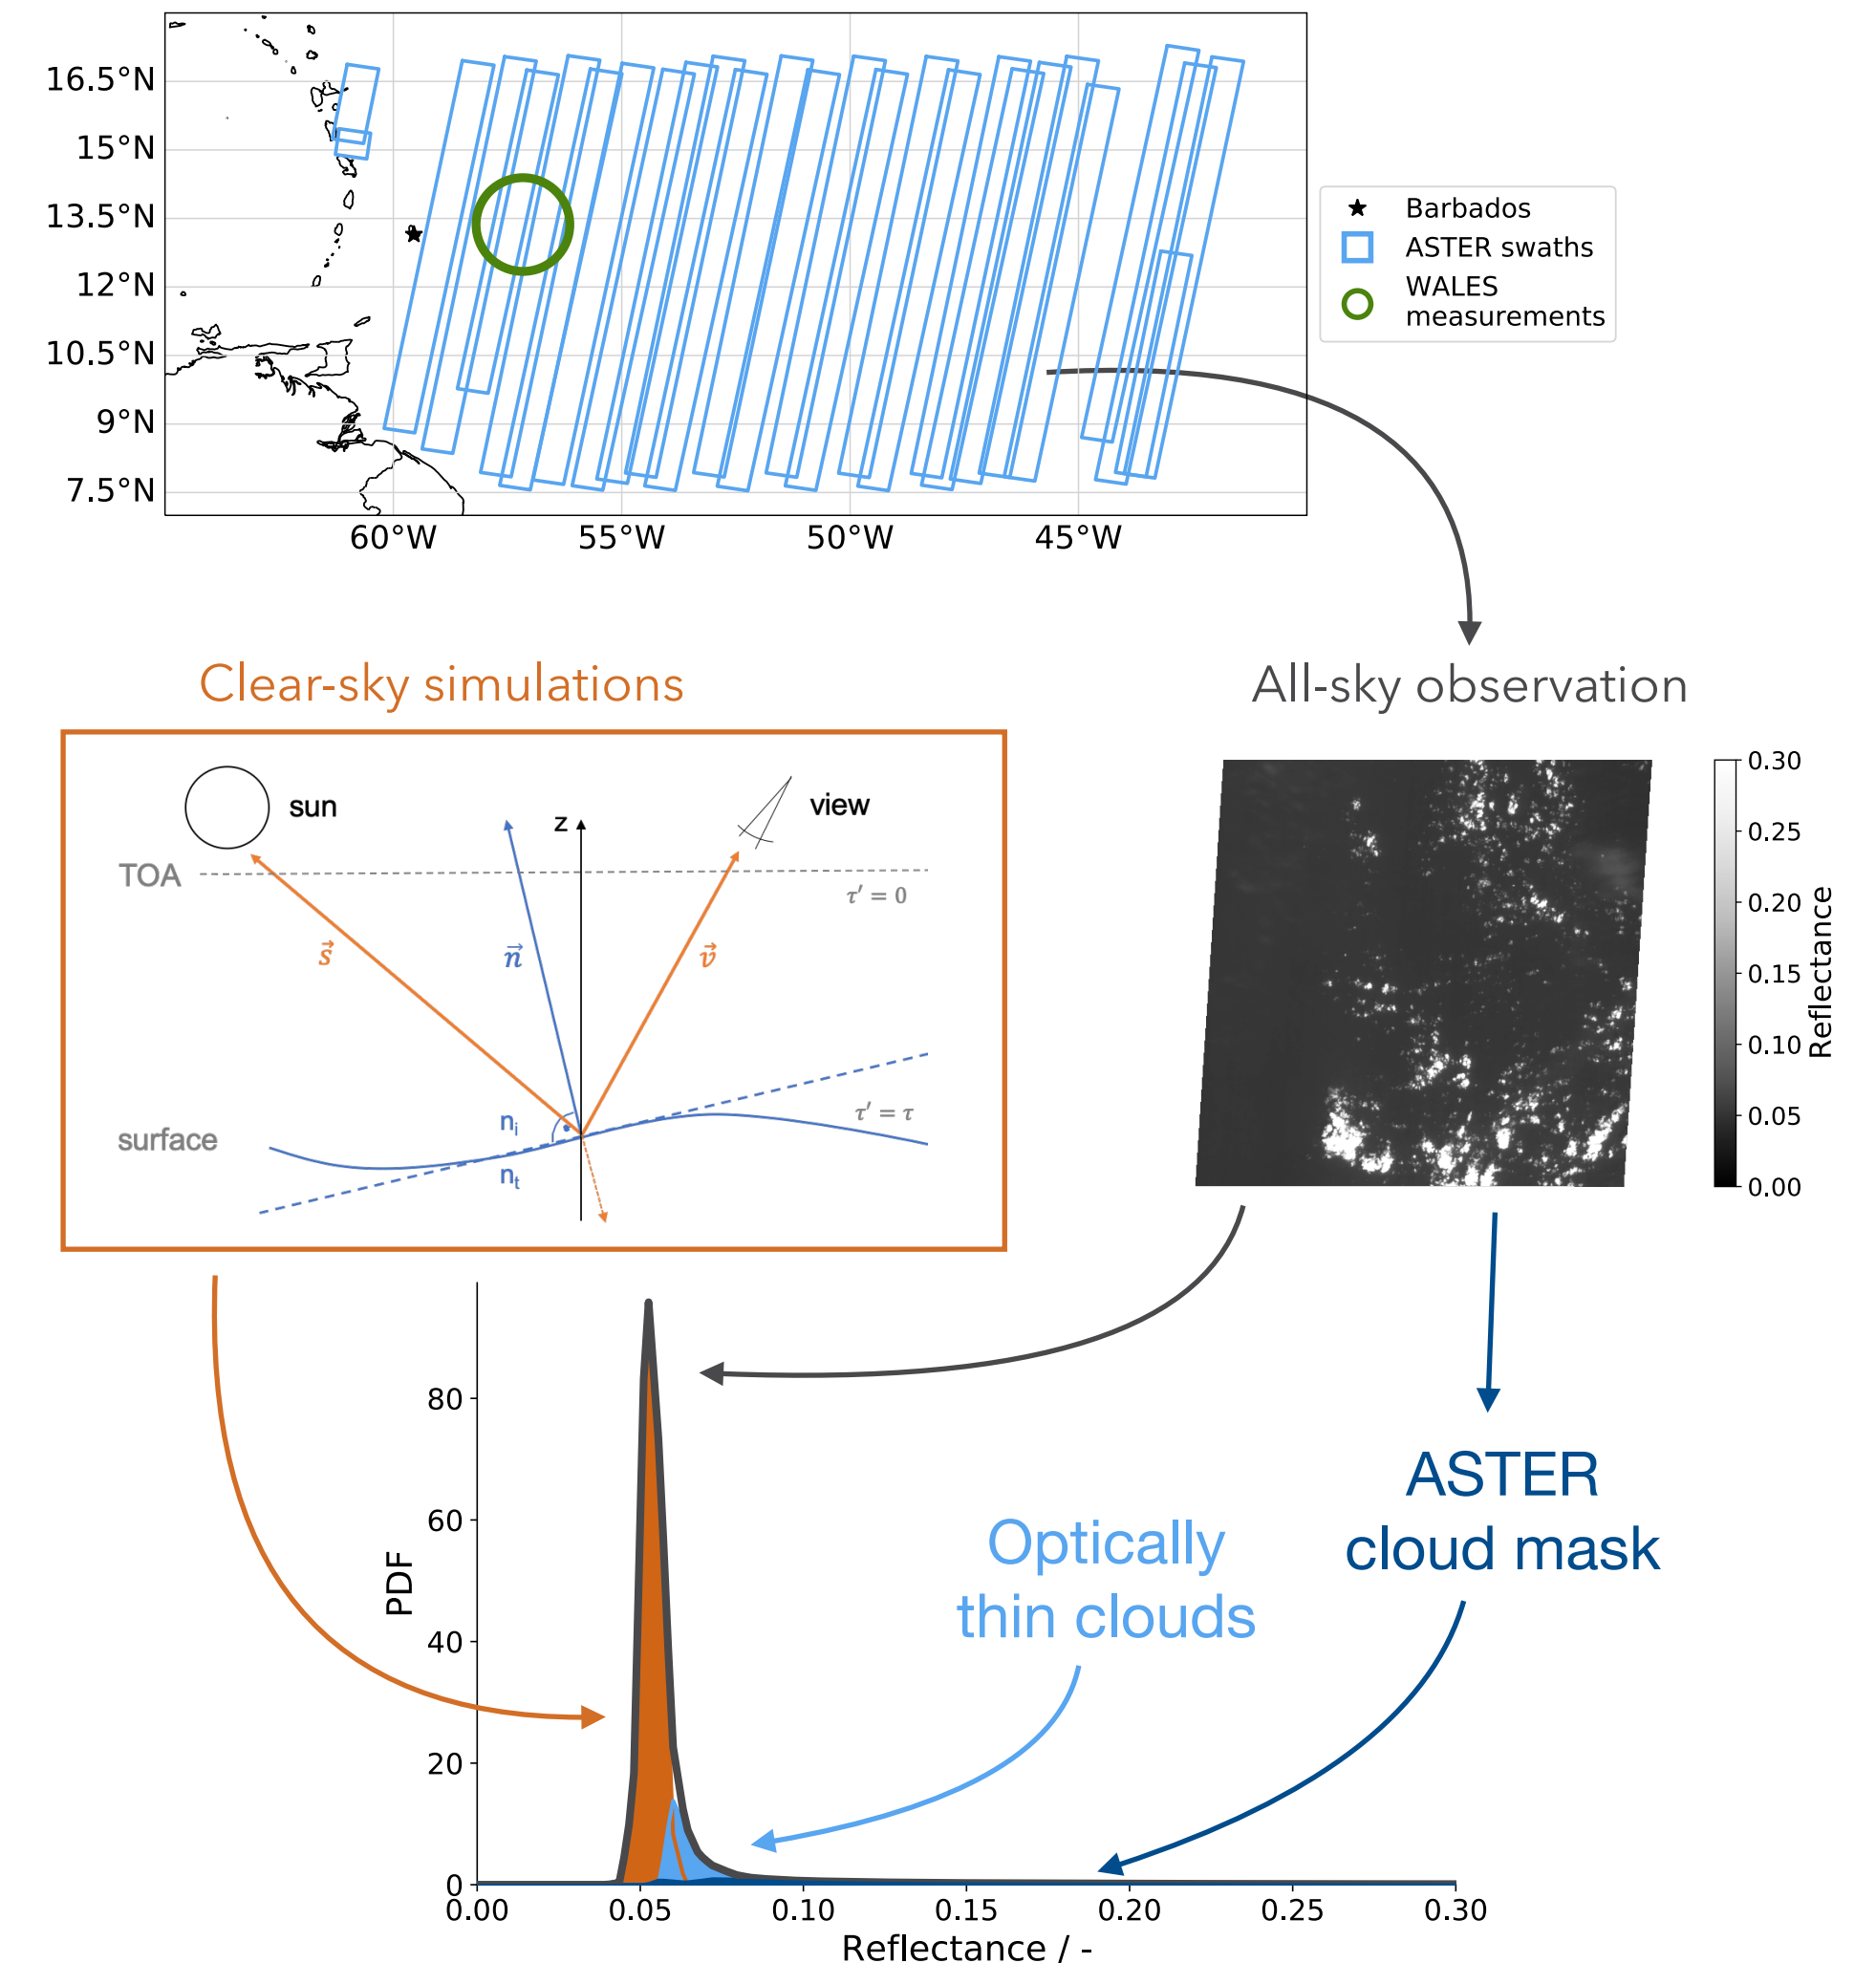 16.5°N
15°N
13.5°N
12°N
10.5°N
9°N
7.5°N
60°W 55°W 50°W 45°W
Barbados
ASTER swaths
WALES
measurements
Clear-sky simulations
All-sky observation
sun
z
view
TOA
τ′ = 0
s⃗
n⃗
v⃗
surface
nᵢ
nₜ
τ′ = τ
0.30
0.25
0.20
0.15
0.10
0.05
0.00
Reflectance
80
60
40
20
0
PDF
Optically
thin clouds
ASTER
cloud mask
0.00 0.05 0.10 0.15 0.20 0.25 0.30
Reflectance / -